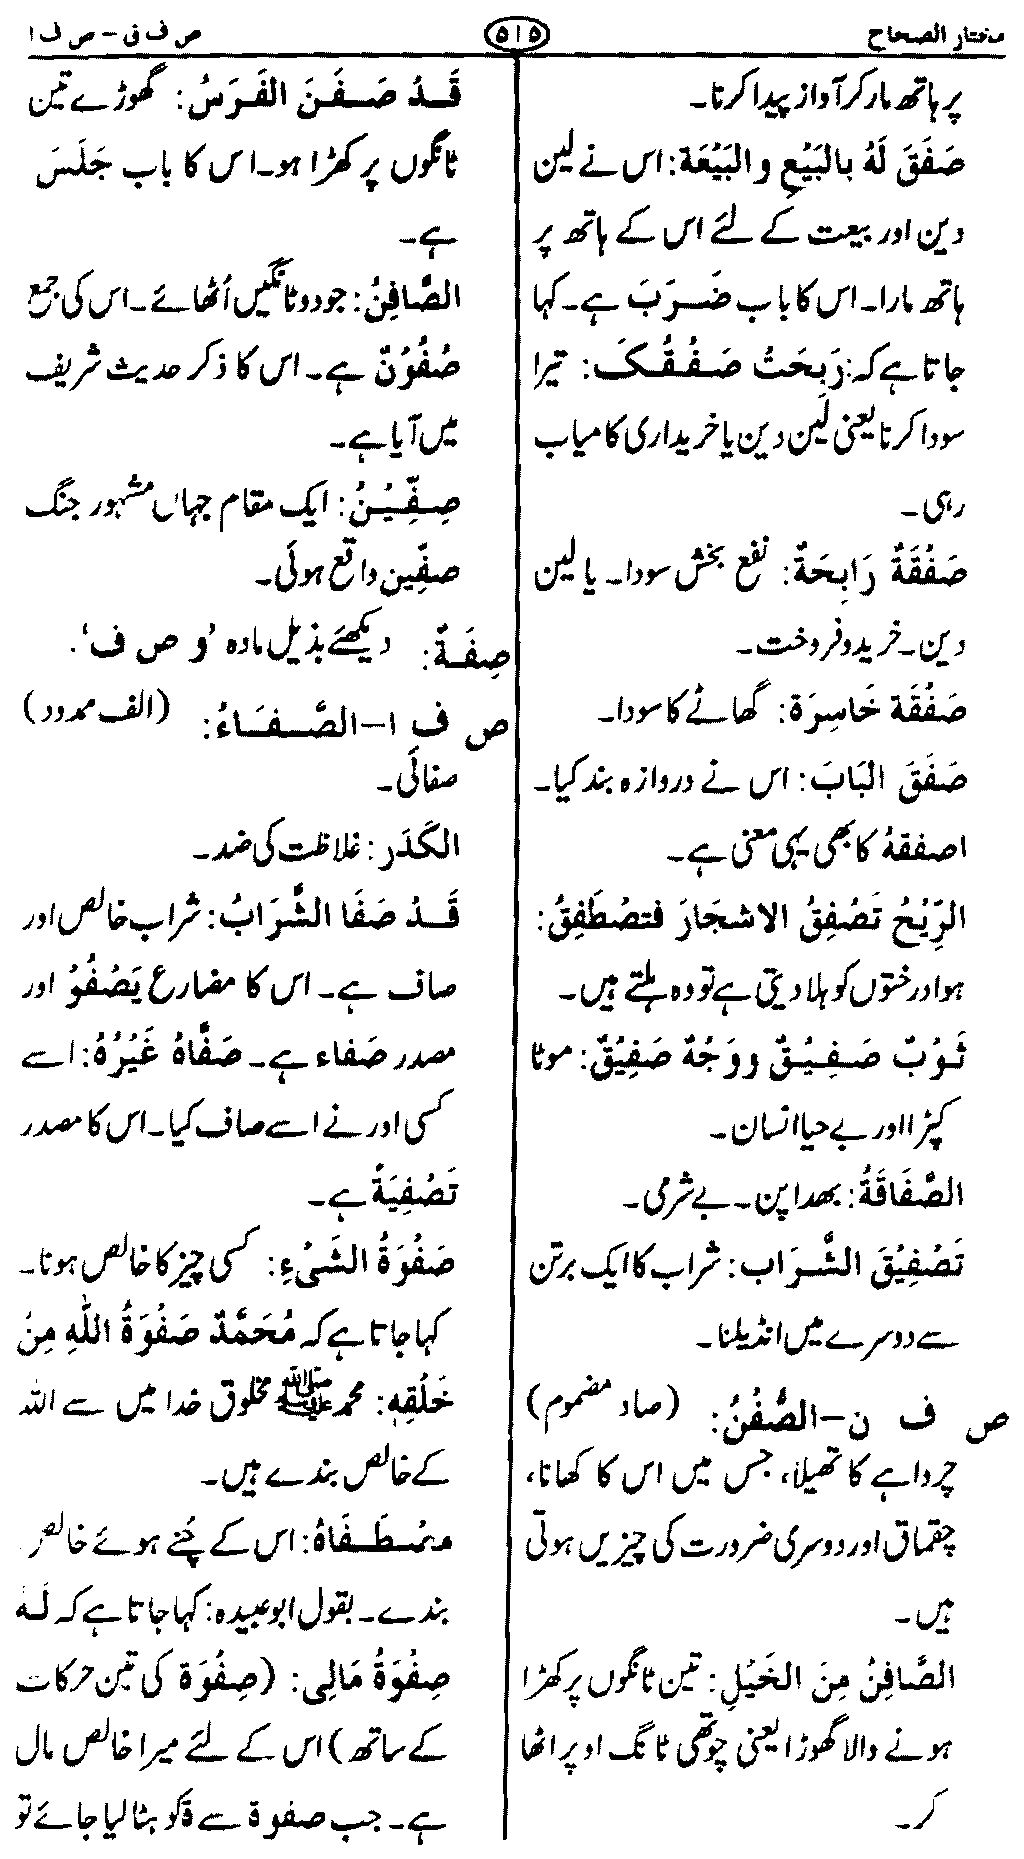 مختار الصحاح
۵۱۵
ص ف ق – ص ف ا
پر ہاتھ مار کر آواز پیدا کرنا۔
صَفَقَ لَهُ بالبَيْعِ والبَيْعَة: اس نے لین
دین اور بیعت کے لئے اس کے ہاتھ پر
ہاتھ مارا۔ اس کا باب ضَرَبَ ہے۔ کہا
جاتا ہے کہ: رَبِحَتْ صَفْقَتُکَ: تیرا
سودا کرنا یعنی لین دین یا خریداری کامیاب
رہی۔
صَفْقَةٌ رَابِحَةٌ: نفع بخش سودا۔ یا لین
دین۔ خرید و فروخت۔
صَفْقَة خَاسِرَة: گھاٹے کا سودا۔
صَفَقَ البَابَ: اس نے دروازہ بند کیا۔
اصفقهُ کا بھی یہی معنی ہے۔
الرِّيْحُ تَصْفِقُ الاشجَارَ فتصْطَفِقُ:
ہوا درختوں کو ہلا دیتی ہے تو وہ ہلتے ہیں۔
ثَوْبٌ صَفِيْقٌ ووَجْهٌ صَفِيْقٌ: موٹا
کپڑا اور بے حیا انسان۔
الصَّفَاقَةُ: بھدا پن۔ بے شرمی۔
تَصْفِيْقَ الشَّرَاب: شراب کا ایک برتن
سے دوسرے میں انڈیلنا۔
ص ف ن–الصُّفْنُ: (صاد مضموم)
چرواہے کا تھیلا، جس میں اس کا کھانا،
چقماق اور دوسری ضرورت کی چیزیں ہوتی
ہیں۔
الصَّافِنُ مِنَ الخَيْلِ: تین ٹانگوں پر کھڑا
ہونے والا گھوڑا یعنی چوتھی ٹانگ اوپر اٹھا
کر۔
قَدْ صَفَنَ الفَرَسُ: گھوڑے تین
ٹانگوں پر کھڑا ہو۔ اس کا باب جَلَسَ
ہے۔
الصَّافِنُ: جو دو ٹانگیں اُٹھائے۔ اس کی جمع
صُفُوْنٌ ہے۔ اس کا ذکر حدیث شریف
میں آیا ہے۔
صِفِّيْنُ: ایک مقام جہاں مشہور جنگ
صفِّین واقع ہوئی۔
صِفَةٌ: دیکھئے بذیل مادہ 'و ص ف'.
ص ف ا–الصَّفَاءُ: (الف ممدود)
صفائی۔
الكَدَر: غلاظت کی ضد۔
قَدْ صَفَا الشَّرَابُ: شراب خالص اور
صاف ہے۔ اس کا مضارع يَصْفُوْ اور
مصدر صَفاء ہے۔ صَفَّاهُ غَيْرُهُ: اسے
کسی اور نے اسے صاف کیا۔ اس کا مصدر
تَصْفِيَةً ہے۔
صَفْوَةُ الشَّيْءِ: کسی چیز کا خالص ہونا۔
کہا جاتا ہے کہ مُحَمَّدٌ صَفْوَةُ اللّٰهِ مِنْ
خَلْقِهٖ: محمد ﷺ مخلوق خدا میں سے اللہ
کے خالص بندے ہیں۔
مصْطَفَاهُ: اس کے چُنے ہوئے خالص
بندے۔ بقول ابو عبیدہ: کہا جاتا ہے کہ لَهُ
صِفْوَةُ مَالِی: (صِفْوَة کی تین حرکات
کے ساتھ) اس کے لئے میرا خالص مال
ہے۔ جب صفوة سے ة کو ہٹا لیا جائے تو